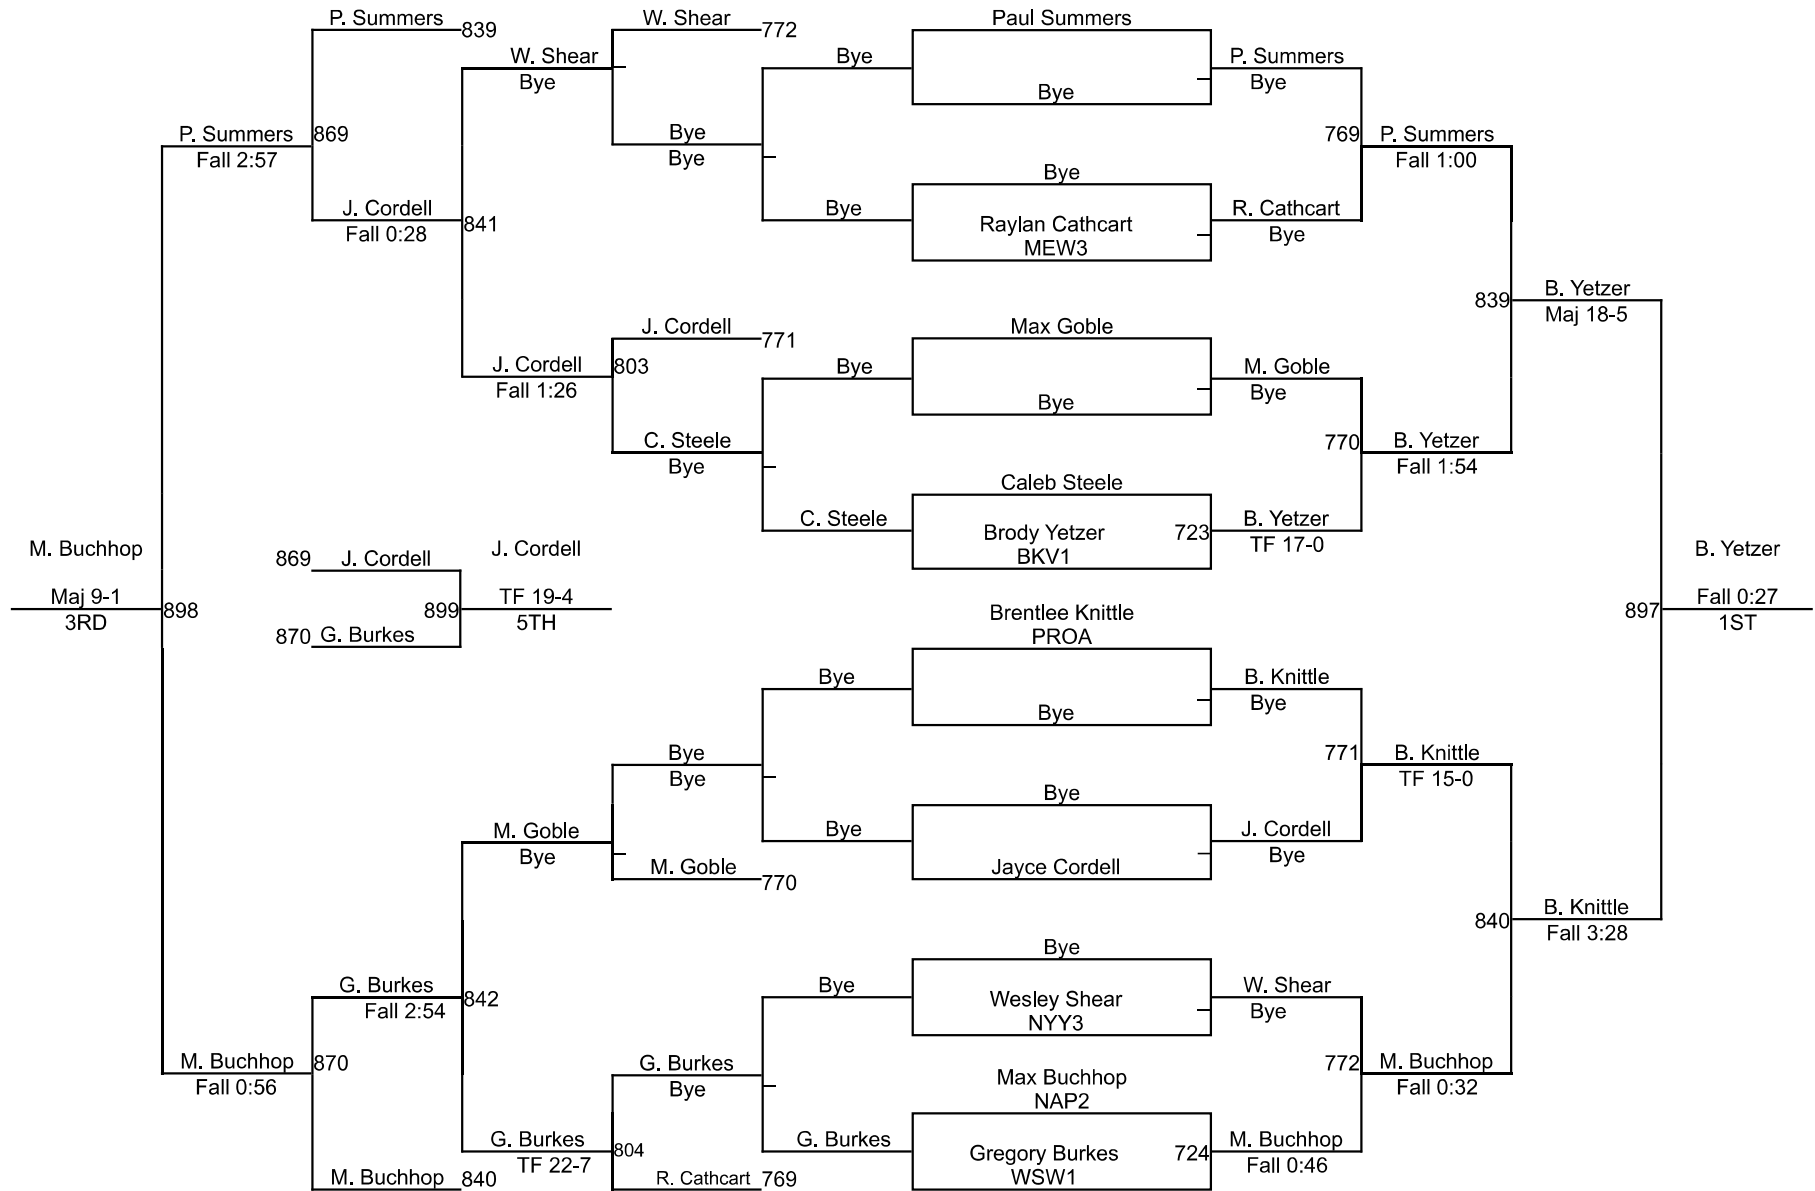 P. Summers
839
W. Shear
772
Paul Summers
W. Shear
Bye
Bye
P. Summers
Bye
Bye
P. Summers
Fall 2:57
869
Bye
Bye
769
P. Summers
Fall 1:00
Bye
J. Cordell
Fall 0:28
841
Bye
Raylan Cathcart
MEW3
R. Cathcart
Bye
839
B. Yetzer
Maj 18-5
J. Cordell
771
Max Goble
J. Cordell
Fall 1:26
803
Bye
Bye
M. Goble
Bye
C. Steele
Bye
770
B. Yetzer
Fall 1:54
Caleb Steele
C. Steele
Brody Yetzer
BKV1
723
B. Yetzer
TF 17-0
M. Buchhop
Maj 9-1
3RD
898
869
J. Cordell
870
G. Burkes
899
J. Cordell
TF 19-4
5TH
B. Yetzer
897
Fall 0:27
1ST
Brentlee Knittle
PROA
Bye
Bye
B. Knittle
Bye
Bye
Bye
771
B. Knittle
TF 15-0
Bye
M. Goble
Bye
Bye
Jayce Cordell
J. Cordell
Bye
M. Goble
770
840
B. Knittle
Fall 3:28
Bye
G. Burkes
Fall 2:54
842
Bye
Wesley Shear
NYY3
W. Shear
Bye
M. Buchhop
Fall 0:56
870
G. Burkes
Bye
Max Buchhop
NAP2
772
M. Buchhop
Fall 0:32
G. Burkes
TF 22-7
804
G. Burkes
Gregory Burkes
WSW1
724
M. Buchhop
Fall 0:46
M. Buchhop
840
R. Cathcart
769